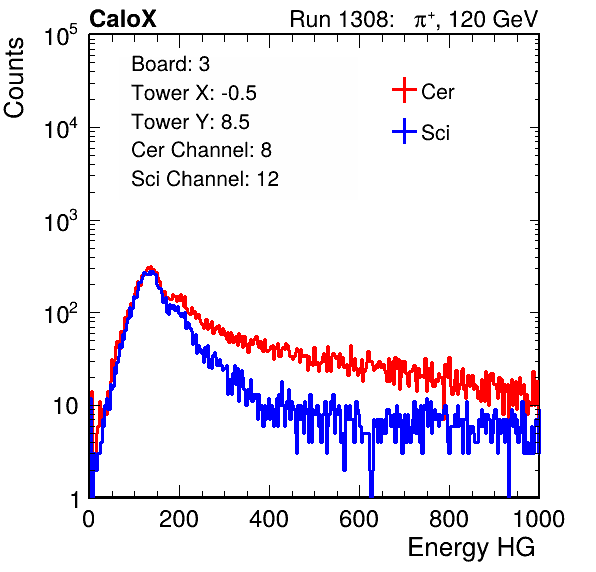 CaloX Run 1308: π⁺, 120 GeV
Counts
Board: 3
Tower X: -0.5
Tower Y: 8.5
Cer Channel: 8
Sci Channel: 12
Cer
Sci
10⁵
10⁴
10³
10²
10
1
0 200 400 600 800 1000
Energy HG